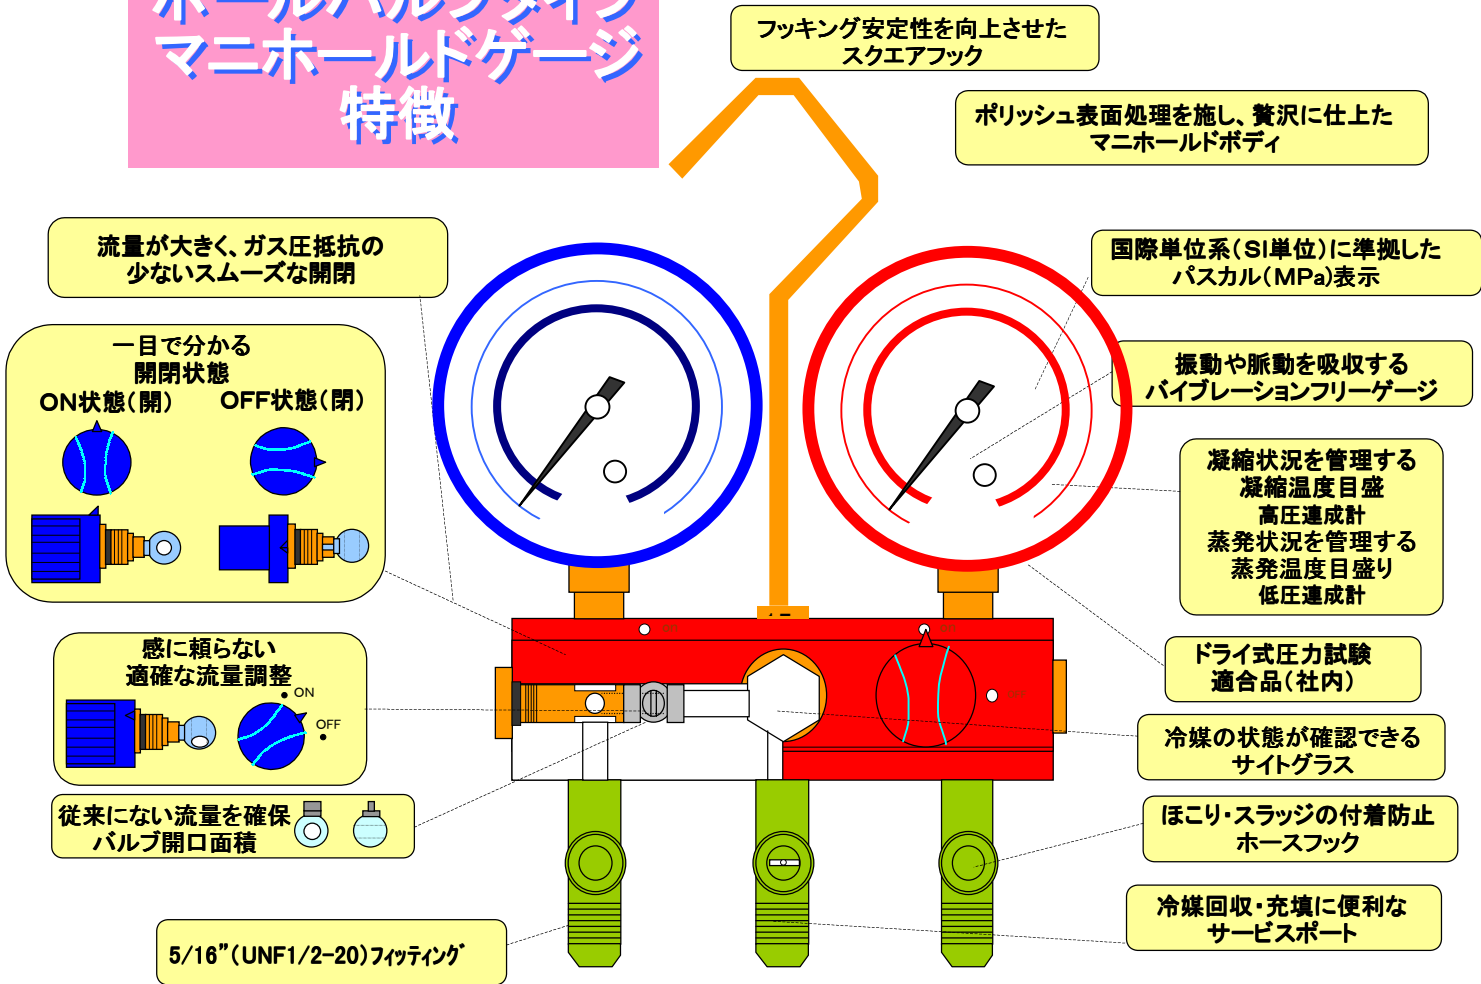 ボールバルブタイプ
マニホールドゲージ
特徴
フッキング安定性を向上させた
スクエアフック
ポリッシュ表面処理を施し、贅沢に仕上た
マニホールドボディ
流量が大きく、ガス圧抵抗の
少ないスムーズな開閉
国際単位系(SI単位)に準拠した
パスカル(MPa)表示
一目で分かる
開閉状態
ON状態(開)
OFF状態(閉)
振動や脈動を吸収する
バイブレーションフリーゲージ
凝縮状況を管理する
凝縮温度目盛
高圧連成計
蒸発状況を管理する
蒸発温度目盛り
低圧連成計
感に頼らない
適確な流量調整
ON
OFF
ドライ式圧力試験
適合品(社内)
冷媒の状態が確認できる
サイトグラス
従来にない流量を確保
バルブ開口面積
ほこり・スラッジの付着防止
ホースフック
冷媒回収・充填に便利な
サービスポート
5/16”(UNF1/2-20)フィッティング